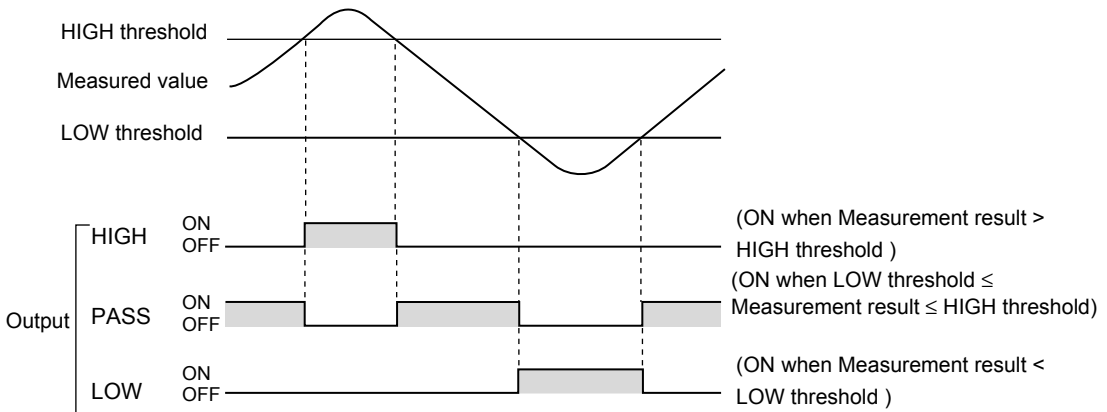 HIGH threshold
Measured value
LOW threshold
Output
HIGH
ON
OFF
(ON when Measurement result >
HIGH threshold )
PASS
ON
OFF
(ON when LOW threshold ≤
Measurement result ≤ HIGH threshold)
LOW
ON
OFF
(ON when Measurement result <
LOW threshold )